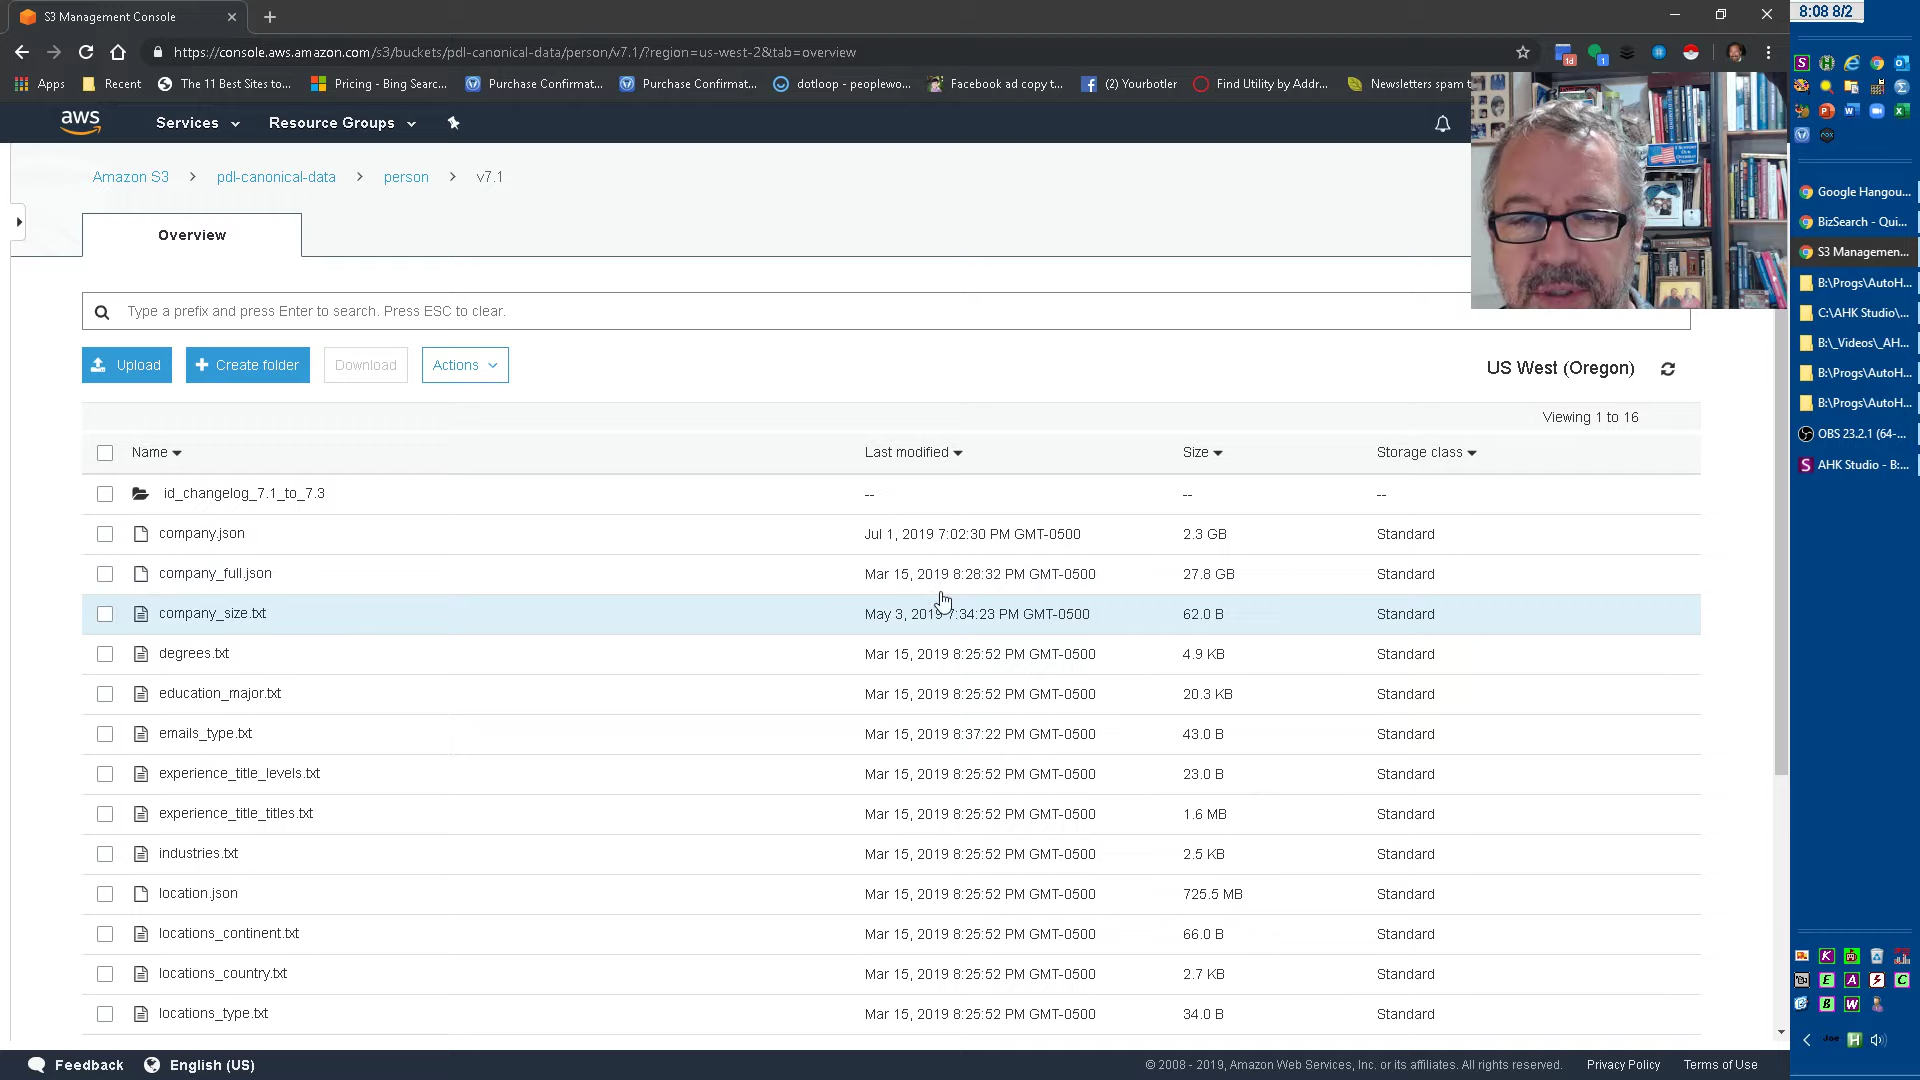 S3 Management Console
8:08 8/2
https://console.aws.amazon.com/s3/buckets/pdl-canonical-data/person/v7.1/?region=us-west-2&tab=overview
Apps
Recent
The 11 Best Sites to...
Pricing - Bing Searc...
Purchase Confirmat...
Purchase Confirmat...
dotloop - peoplewo...
Facebook ad copy t...
(2) Yourbotler
Find Utility by Addr...
Newsletters spam t
aws
Services
Resource Groups
Amazon S3 > pdl-canonical-data > person > v7.1
Overview
Type a prefix and press Enter to search. Press ESC to clear.
Upload
+ Create folder
Download
Actions
US West (Oregon)
Viewing 1 to 16
Name Last modified Size Storage class
id_changelog_7.1_to_7.3 -- -- --
company.json Jul 1, 2019 7:02:30 PM GMT-0500 2.3 GB Standard
company_full.json Mar 15, 2019 8:28:32 PM GMT-0500 27.8 GB Standard
company_size.txt May 3, 2019 7:34:23 PM GMT-0500 62.0 B Standard
degrees.txt Mar 15, 2019 8:25:52 PM GMT-0500 4.9 KB Standard
education_major.txt Mar 15, 2019 8:25:52 PM GMT-0500 20.3 KB Standard
emails_type.txt Mar 15, 2019 8:37:22 PM GMT-0500 43.0 B Standard
experience_title_levels.txt Mar 15, 2019 8:25:52 PM GMT-0500 23.0 B Standard
experience_title_titles.txt Mar 15, 2019 8:25:52 PM GMT-0500 1.6 MB Standard
industries.txt Mar 15, 2019 8:25:52 PM GMT-0500 2.5 KB Standard
location.json Mar 15, 2019 8:25:52 PM GMT-0500 725.5 MB Standard
locations_continent.txt Mar 15, 2019 8:25:52 PM GMT-0500 66.0 B Standard
locations_country.txt Mar 15, 2019 8:25:52 PM GMT-0500 2.7 KB Standard
locations_type.txt Mar 15, 2019 8:25:52 PM GMT-0500 34.0 B Standard
Feedback
English (US)
© 2008 - 2019, Amazon Web Services, Inc. or its affiliates. All rights reserved.
Privacy Policy
Terms of Use
Google Hangou...
BizSearch - Qui...
S3 Managemen...
B:\Progs\AutoH...
C:\AHK Studio\...
B:\_Videos\_AH...
B:\Progs\AutoH...
B:\Progs\AutoH...
OBS 23.2.1 (64-...
AHK Studio - B:...
Joe